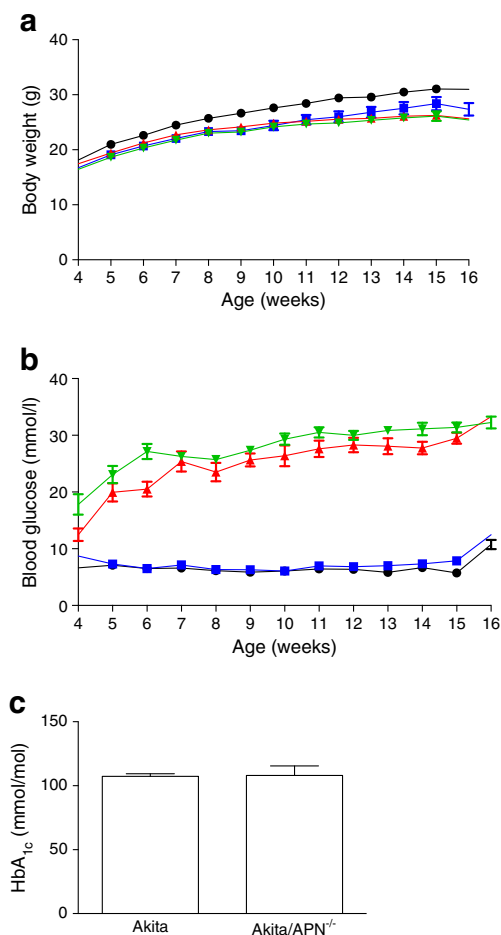 a
40
30
20
10
0
Body weight (g)
4 5 6 7 8 9 10 11 12 13 14 15 16
Age (weeks)
b
40
30
20
10
0
Blood glucose (mmol/l)
4 5 6 7 8 9 10 11 12 13 14 15 16
Age (weeks)
c
150
100
50
0
HbA1c (mmol/mol)
Akita Akita/APN-/-